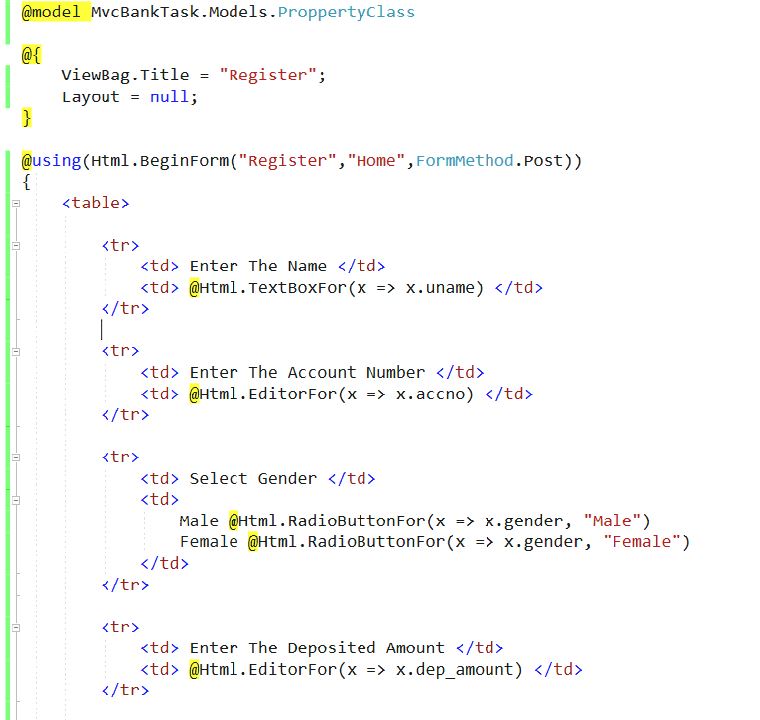 @model MvcBankTask.Models.ProppertyClass
@{
ViewBag.Title = "Register";
Layout = null;
}
@using(Html.BeginForm("Register","Home",FormMethod.Post))
{
<table>
<tr>
<td> Enter The Name </td>
<td> @Html.TextBoxFor(x => x.uname) </td>
</tr>
<tr>
<td> Enter The Account Number </td>
<td> @Html.EditorFor(x => x.accno) </td>
</tr>
<tr>
<td> Select Gender </td>
<td>
Male @Html.RadioButtonFor(x => x.gender, "Male")
Female @Html.RadioButtonFor(x => x.gender, "Female")
</td>
</tr>
<tr>
<td> Enter The Deposited Amount </td>
<td> @Html.EditorFor(x => x.dep_amount) </td>
</tr>